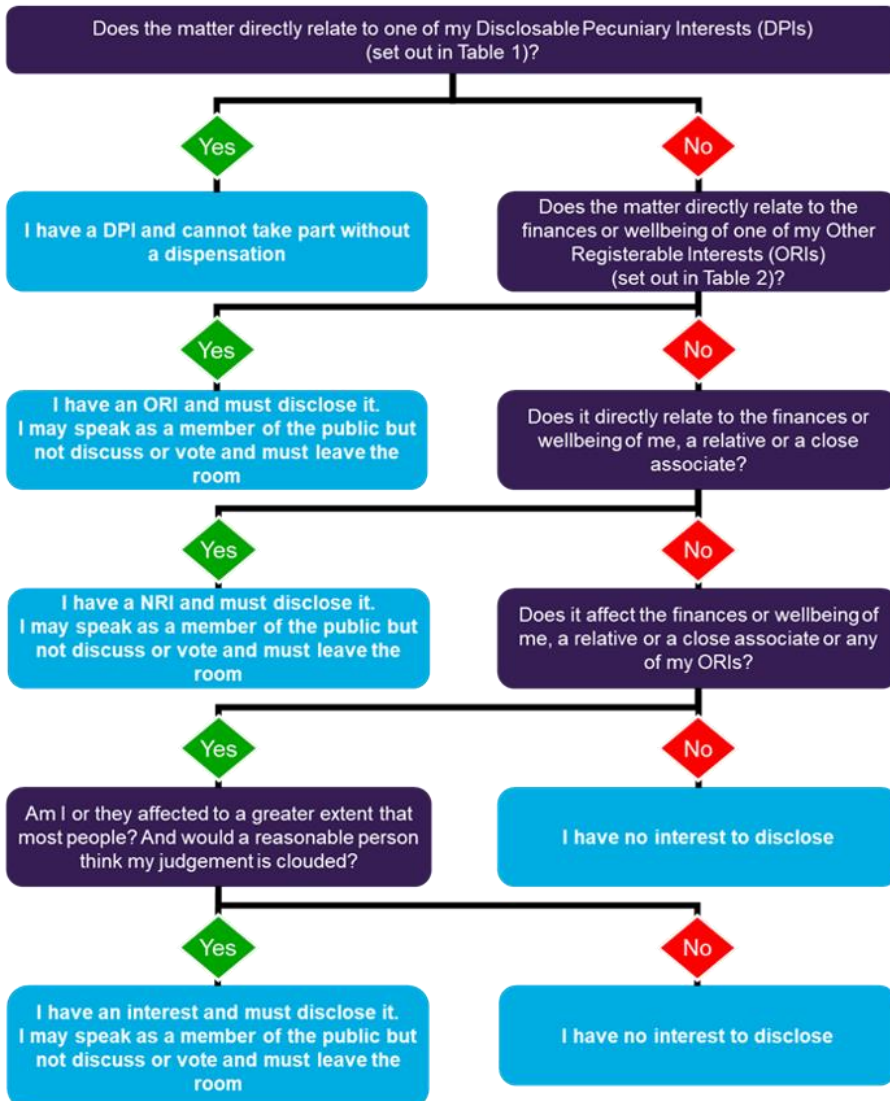 Does the matter directly relate to one of my Disclosable Pecuniary Interests (DPIs)
(set out in Table 1)?
Yes
No
I have a DPI and cannot take part without
a dispensation
Does the matter directly relate to the
finances or wellbeing of one of my Other
Registerable Interests (ORIs)
(set out in Table 2)?
Yes
No
I have an ORI and must disclose it.
I may speak as a member of the public but
not discuss or vote and must leave the
room
Does it directly relate to the finances or
wellbeing of me, a relative or a close
associate?
Yes
No
I have a NRI and must disclose it.
I may speak as a member of the public but
not discuss or vote and must leave the
room
Does it affect the finances or wellbeing of
me, a relative or a close associate or any
of my ORIs?
Yes
No
Am I or they affected to a greater extent that
most people? And would a reasonable person
think my judgement is clouded?
I have no interest to disclose
Yes
No
I have an interest and must disclose it.
I may speak as a member of the public but
not discuss or vote and must leave the
room
I have no interest to disclose